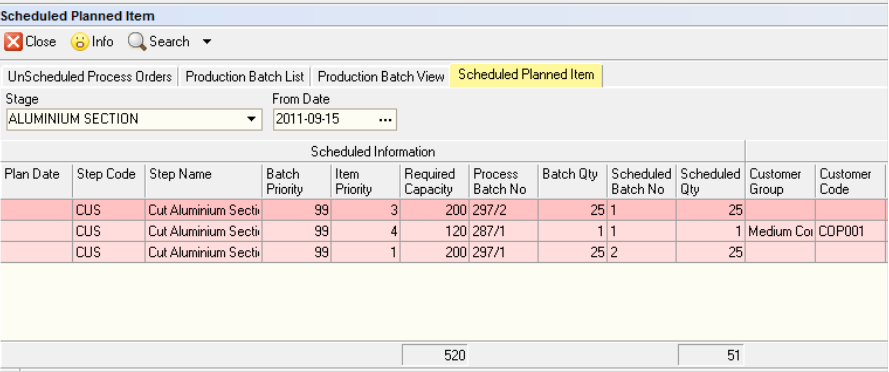 Scheduled Planned Item
Close Info Search
UnScheduled Process Orders Production Batch List Production Batch View Scheduled Planned Item
Stage From Date
ALUMINIUM SECTION 2011-09-15 ...
Scheduled Information
Plan Date Step Code Step Name Batch Priority Item Priority Required Capacity Process Batch No Batch Qty Scheduled Batch No Scheduled Qty Customer Group Customer Code
CUS Cut Aluminium Secti 99 3 200 297/2 25 1 25
CUS Cut Aluminium Secti 99 4 120 287/1 1 1 1 Medium Cor COP001
CUS Cut Aluminium Secti 99 1 200 297/1 25 2 25
520 51